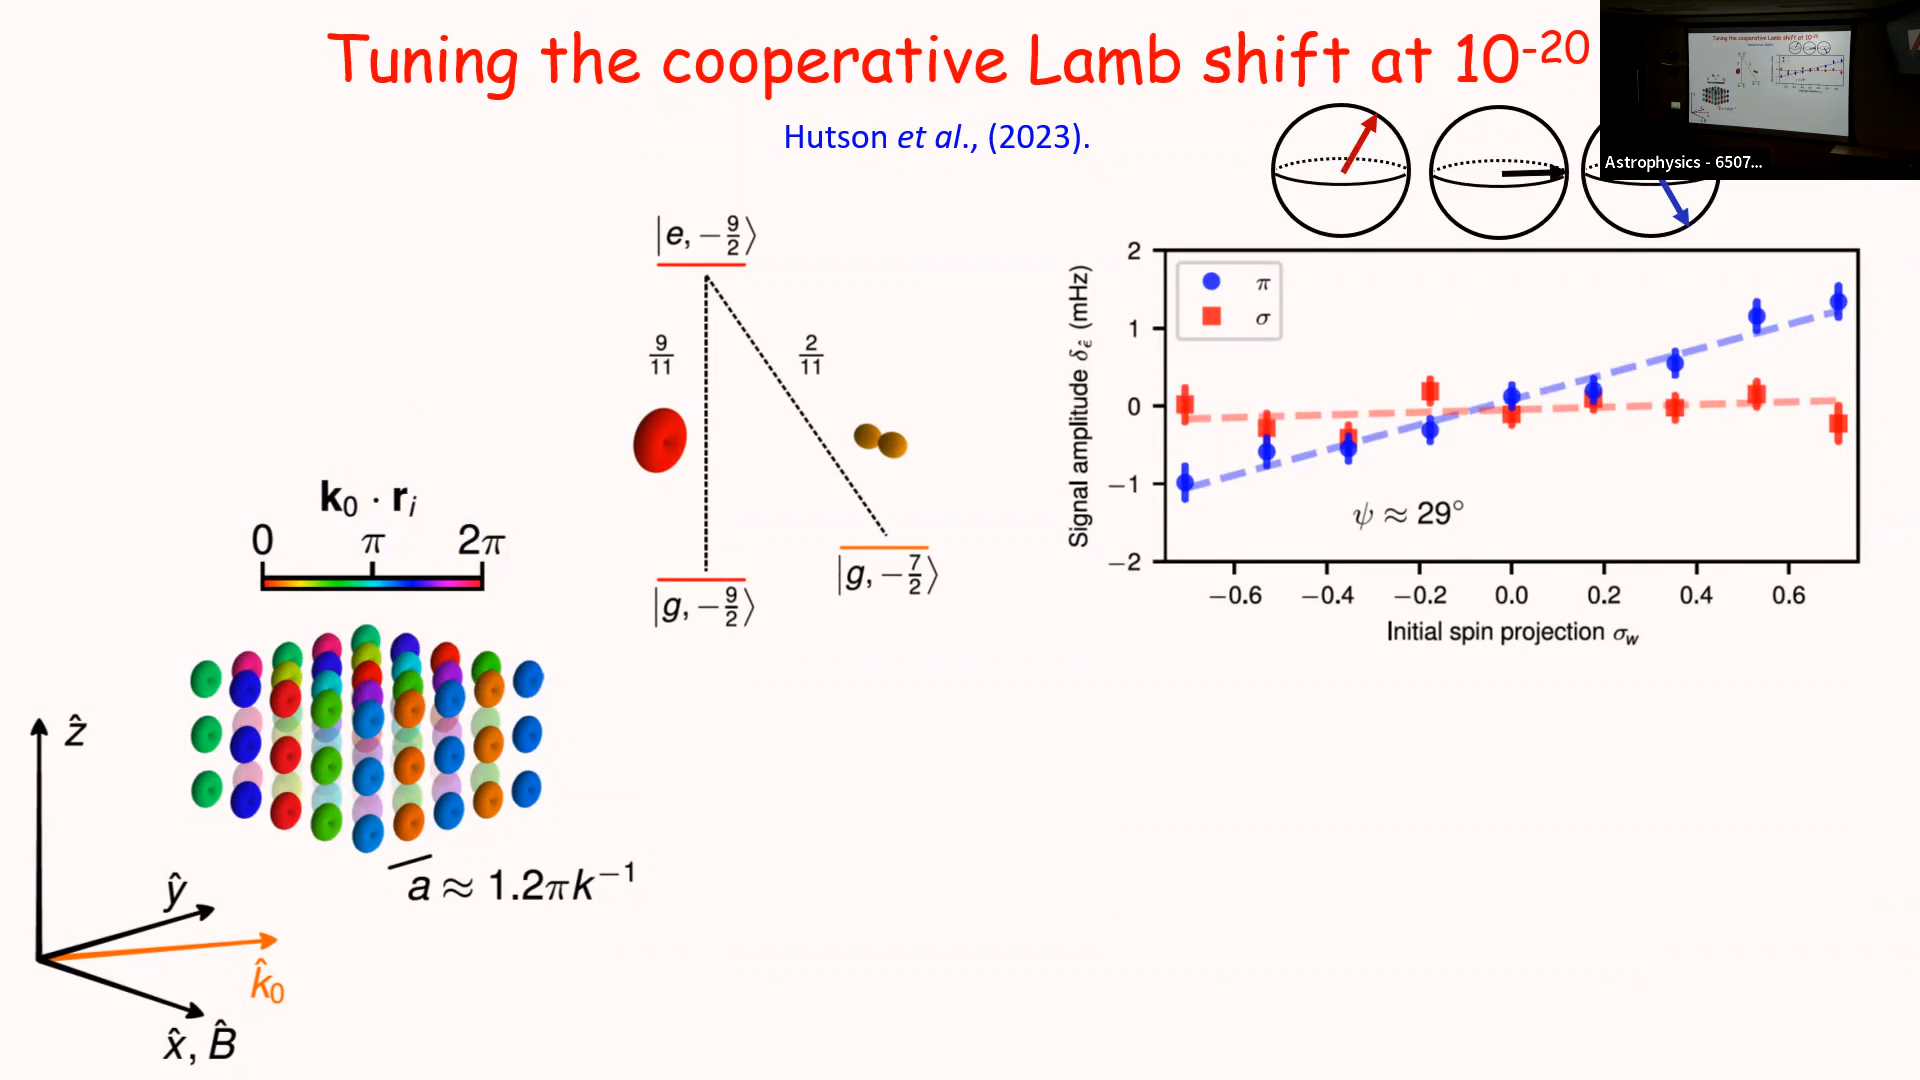 Tuning the cooperative Lamb shift at 10⁻²⁰
Hutson et al., (2023).
Astrophysics - 6507...
|e, −9/2⟩
9/11
2/11
|g, −7/2⟩
|g, −9/2⟩
k₀ · rᵢ
0 π 2π
a ≈ 1.2πk⁻¹
ẑ
ŷ
k̂₀
x̂, B̂
Signal amplitude δ_ε̂ (mHz)
2
1
0
−1
−2
π
σ
ψ ≈ 29°
−0.6 −0.4 −0.2 0.0 0.2 0.4 0.6
Initial spin projection σ_w